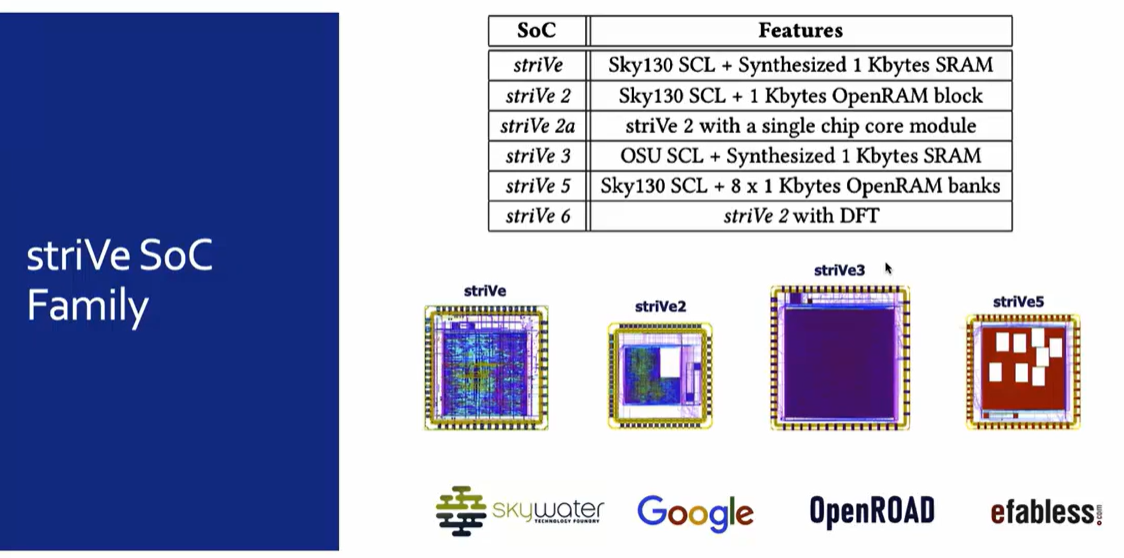 striVe SoC
Family
SoC Features
striVe Sky130 SCL + Synthesized 1 Kbytes SRAM
striVe 2 Sky130 SCL + 1 Kbytes OpenRAM block
striVe 2a striVe 2 with a single chip core module
striVe 3 OSU SCL + Synthesized 1 Kbytes SRAM
striVe 5 Sky130 SCL + 8 x 1 Kbytes OpenRAM banks
striVe 6 striVe 2 with DFT
striVe
striVe2
striVe3
striVe5
skywater
TECHNOLOGY FOUNDRY
Google
OpenROAD
efabless.com